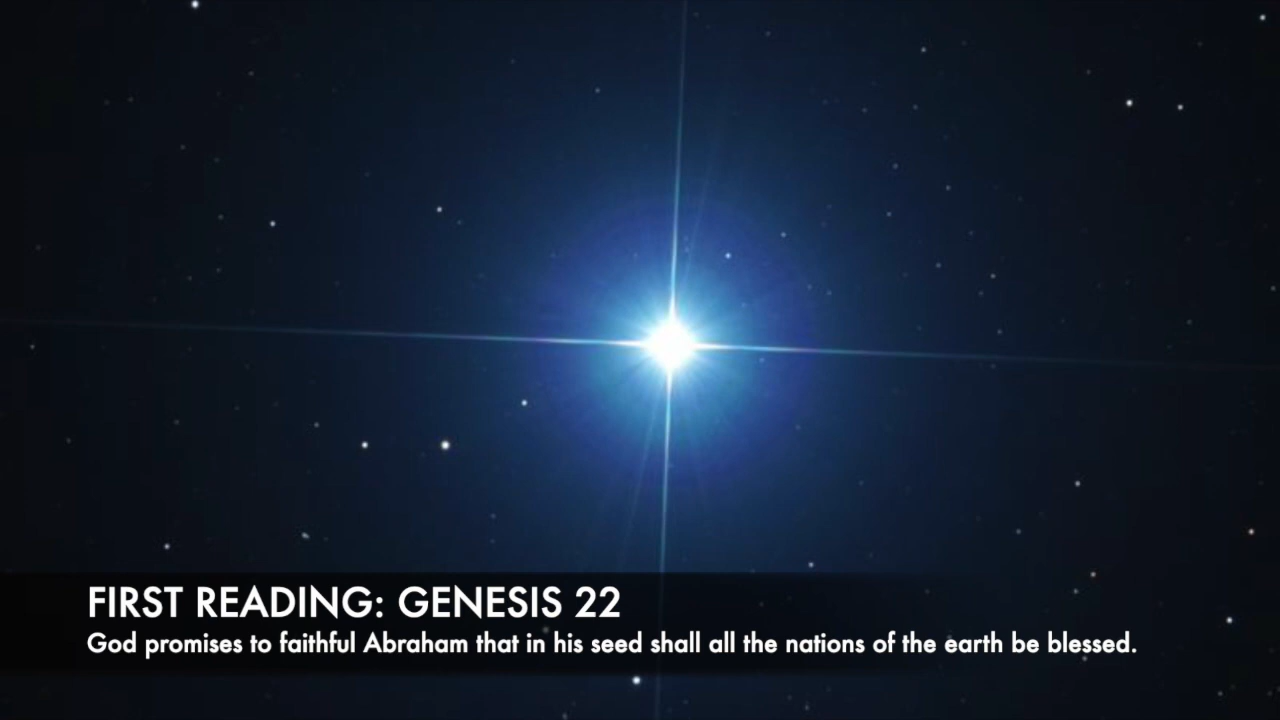 FIRST READING: GENESIS 22
God promises to faithful Abraham that in his seed shall all the nations of the earth be blessed.